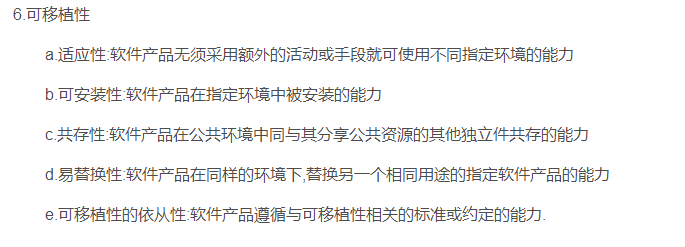 6.可移植性
a.适应性:软件产品无须采用额外的活动或手段就可使用不同指定环境的能力
b.可安装性:软件产品在指定环境中被安装的能力
c.共存性:软件产品在公共环境中同与其分享公共资源的其他独立件共存的能力
d.易替换性:软件产品在同样的环境下,替换另一个相同用途的指定软件产品的能力
e.可移植性的依从性:软件产品遵循与可移植性相关的标准或约定的能力.